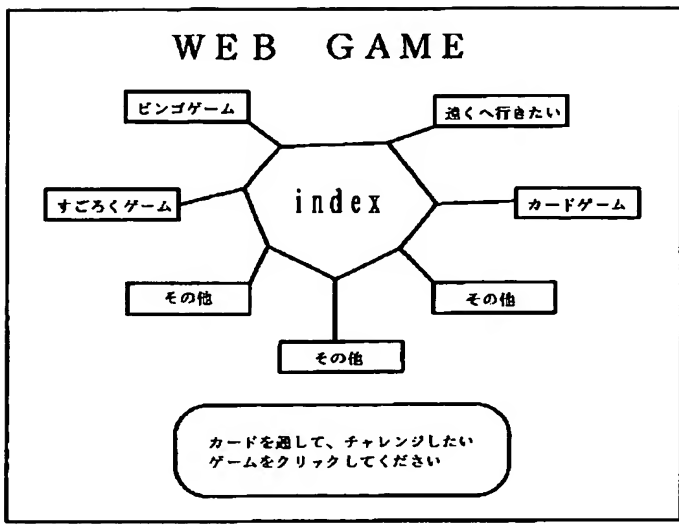 WEB GAME
ビンゴゲーム
遠くへ行きたい
すごろくゲーム
index
カードゲーム
その他
その他
その他
カードを通して、チャレンジしたい
ゲームをクリックしてください